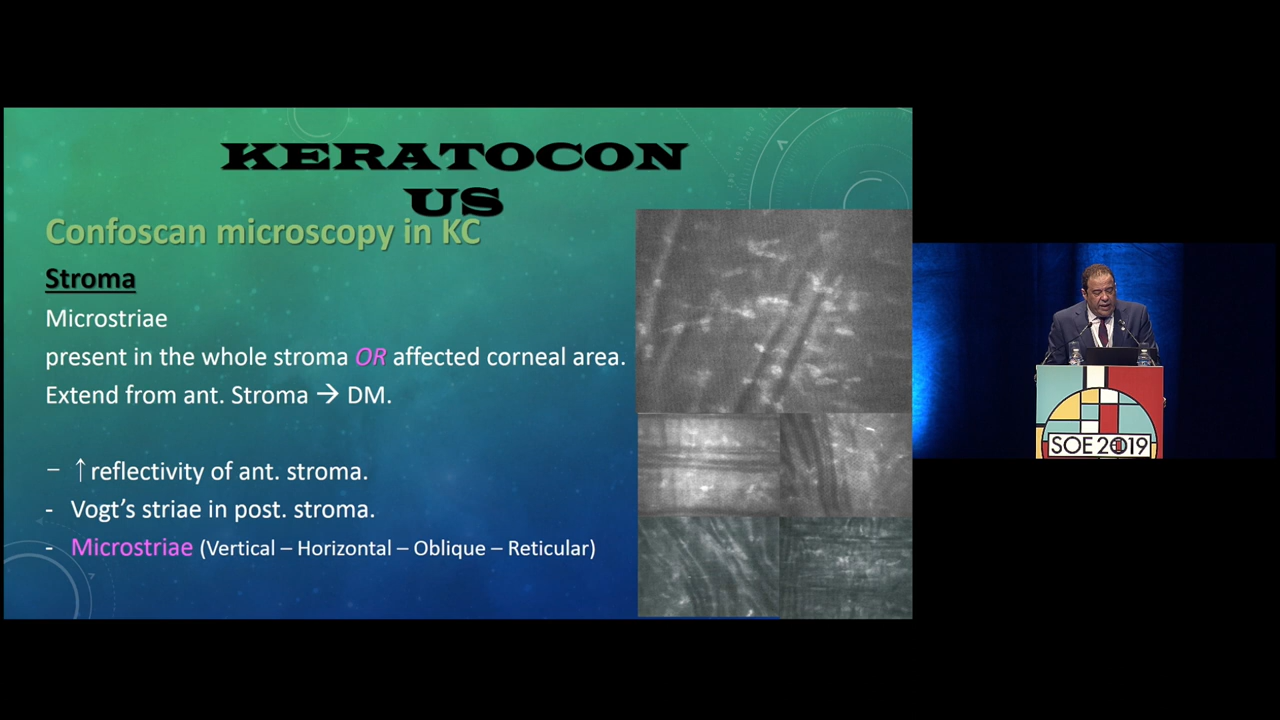 KERATOCON
US
Confoscan microscopy in KC
Stroma
Microstriae
present in the whole stroma OR affected corneal area.
Extend from ant. Stroma → DM.
– ↑reflectivity of ant. stroma.
- Vogt’s striae in post. stroma.
- Microstriae (Vertical – Horizontal – Oblique – Reticular)
SOE 2019